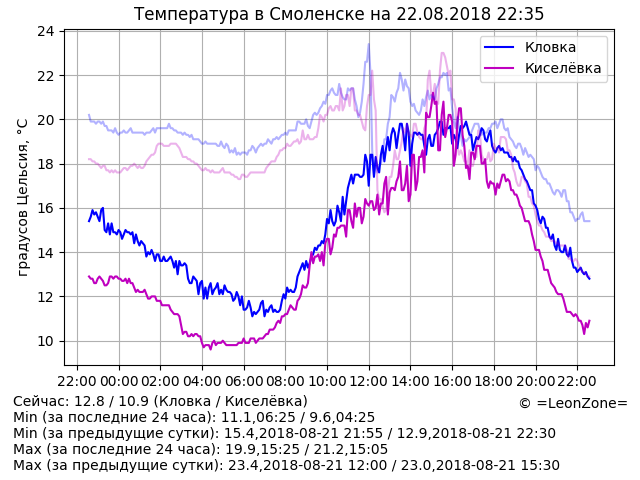 Температура в Смоленске на 22.08.2018 22:35
Кловка
Киселёвка
градусов Цельсия, °C
24
22
20
18
16
14
12
10
22:00 00:00 02:00 04:00 06:00 08:00 10:00 12:00 14:00 16:00 18:00 20:00 22:00
Сейчас: 12.8 / 10.9 (Кловка / Киселёвка)
© =LeonZone=
Min (за последние 24 часа): 11.1,06:25 / 9.6,04:25
Min (за предыдущие сутки): 15.4,2018-08-21 21:55 / 12.9,2018-08-21 22:30
Max (за последние 24 часа): 19.9,15:25 / 21.2,15:05
Max (за предыдущие сутки): 23.4,2018-08-21 12:00 / 23.0,2018-08-21 15:30